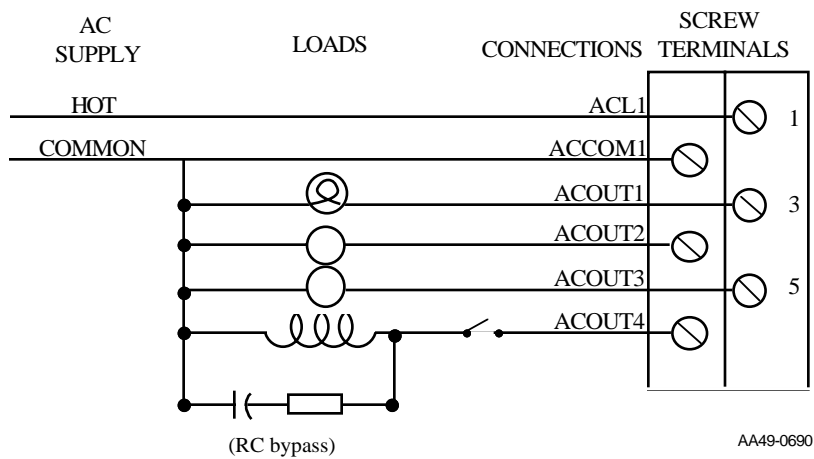 AC
SUPPLY
LOADS
CONNECTIONS
SCREW
TERMINALS
HOT
ACL1
1
COMMON
ACCOM1
ACOUT1
3
ACOUT2
ACOUT3
5
ACOUT4
(RC bypass)
AA49-0690